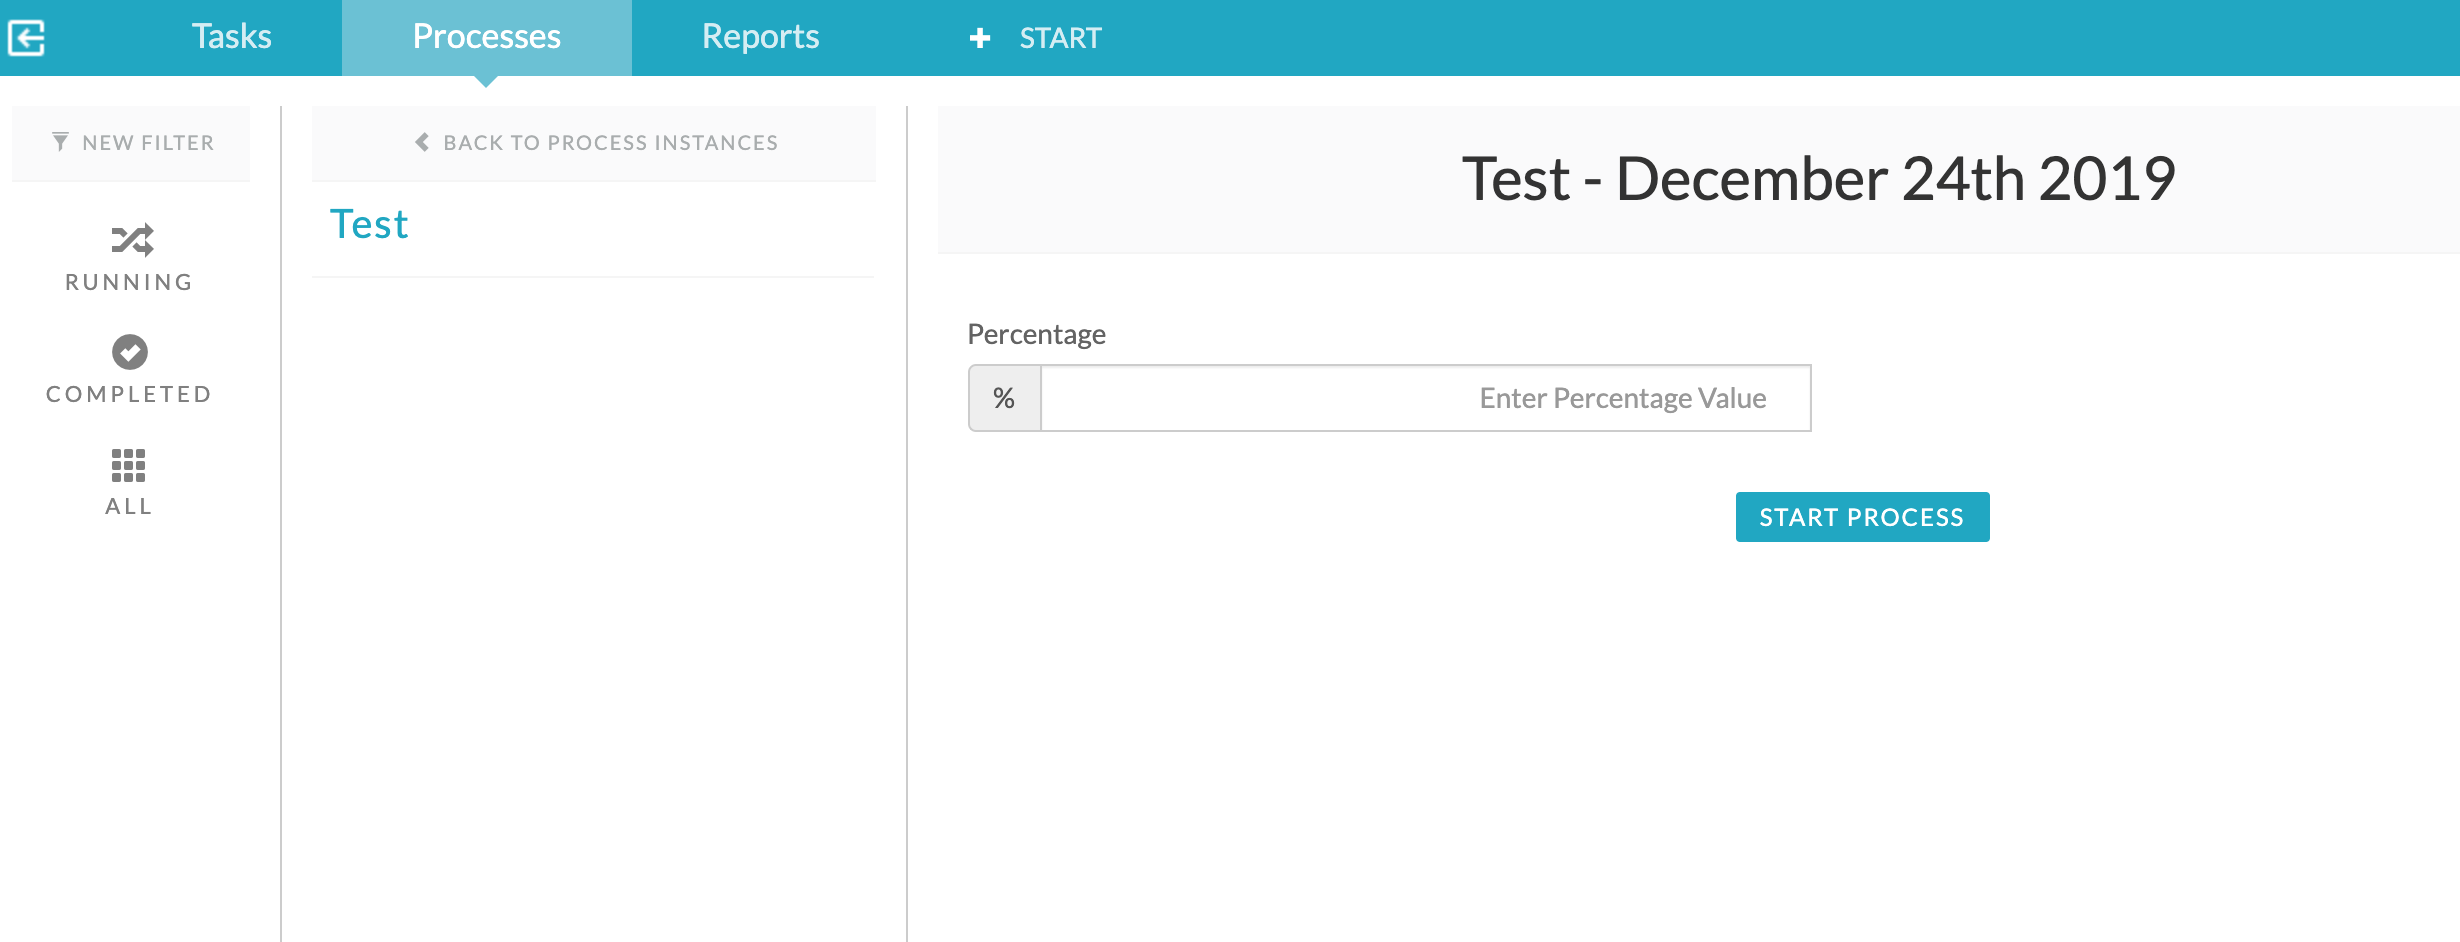 Tasks
Processes
Reports
START
NEW FILTER
RUNNING
COMPLETED
ALL
BACK TO PROCESS INSTANCES
Test
Test - December 24th 2019
Percentage
% Enter Percentage Value
START PROCESS